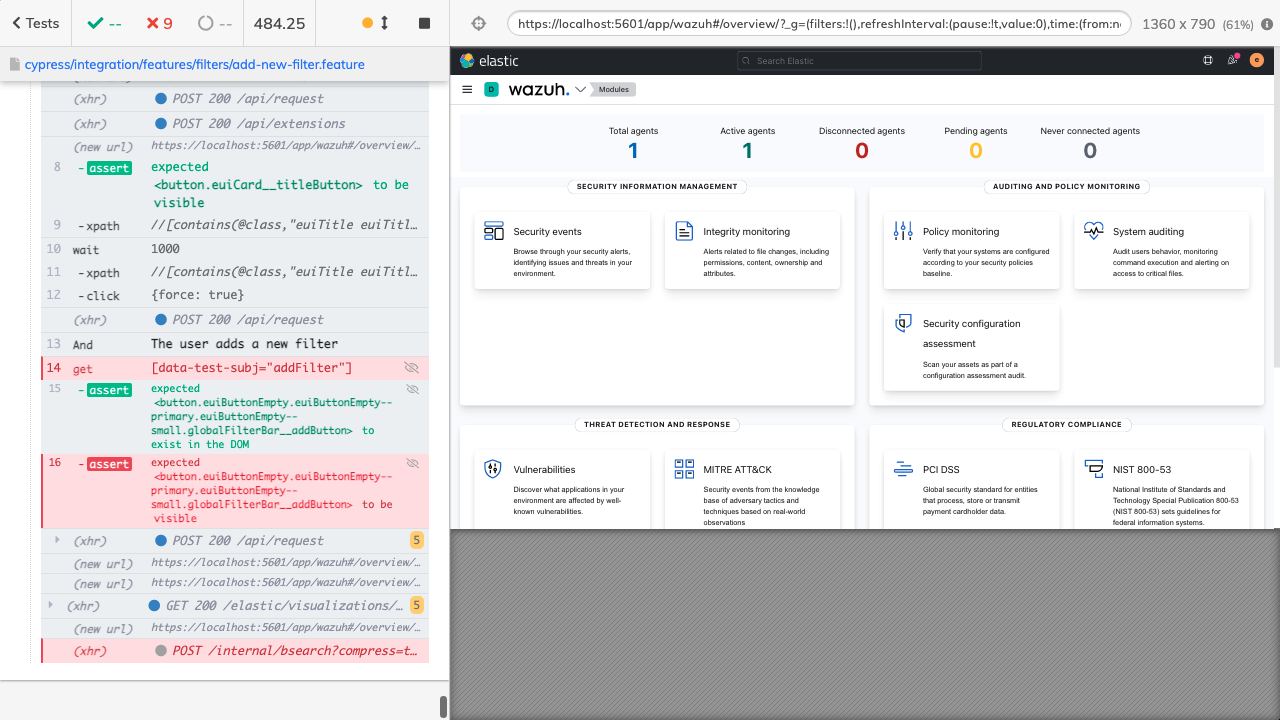 Tests
--
9
--
484.25
https://localhost:5601/app/wazuh#/overview/?_g=(filters:!(),refreshInterval:(pause:!t,value:0),time:(from:n
1360 x 790 (61%)
cypress/integration/features/filters/add-new-filter.feature
(xhr) POST 200 /api/request
(xhr) POST 200 /api/extensions
(new url) https://localhost:5601/app/wazuh#/overview/…
8 -assert expected
<button.euiCard__titleButton> to be
visible
9 -xpath //[contains(@class,"euiTitle euiTitl…
10 wait 1000
11 -xpath //[contains(@class,"euiTitle euiTitl…
12 -click {force: true}
(xhr) POST 200 /api/request
13 And The user adds a new filter
14 get [data-test-subj="addFilter"]
15 -assert expected
<button.euiButtonEmpty.euiButtonEmpty--
primary.euiButtonEmpty--
small.globalFilterBar__addButton> to
exist in the DOM
16 -assert expected
<button.euiButtonEmpty.euiButtonEmpty--
primary.euiButtonEmpty--
small.globalFilterBar__addButton> to be
visible
(xhr) POST 200 /api/request 5
(new url) https://localhost:5601/app/wazuh#/overview/…
(new url) https://localhost:5601/app/wazuh#/overview/…
(xhr) GET 200 /elastic/visualizations/… 5
(new url) https://localhost:5601/app/wazuh#/overview/…
(xhr) POST /internal/bsearch?compress=t…
elastic
Search Elastic
e
D
wazuh.
Modules
Total agents
1
Active agents
1
Disconnected agents
0
Pending agents
0
Never connected agents
0
SECURITY INFORMATION MANAGEMENT
Security events
Browse through your security alerts,
identifying issues and threats in your
environment.
Integrity monitoring
Alerts related to file changes, including
permissions, content, ownership and
attributes.
AUDITING AND POLICY MONITORING
Policy monitoring
Verify that your systems are configured
according to your security policies
baseline.
System auditing
Audit users behavior, monitoring
command execution and alerting on
access to critical files.
Security configuration
assessment
Scan your assets as part of a
configuration assessment audit.
THREAT DETECTION AND RESPONSE
Vulnerabilities
Discover what applications in your
environment are affected by well-
known vulnerabilities.
MITRE ATT&CK
Security events from the knowledge
base of adversary tactics and
techniques based on real-world
observations
REGULATORY COMPLIANCE
PCI DSS
Global security standard for entities
that process, store or transmit
payment cardholder data.
NIST 800-53
National Institute of Standards and
Technology Special Publication 800-53
(NIST 800-53) sets guidelines for
federal information systems.